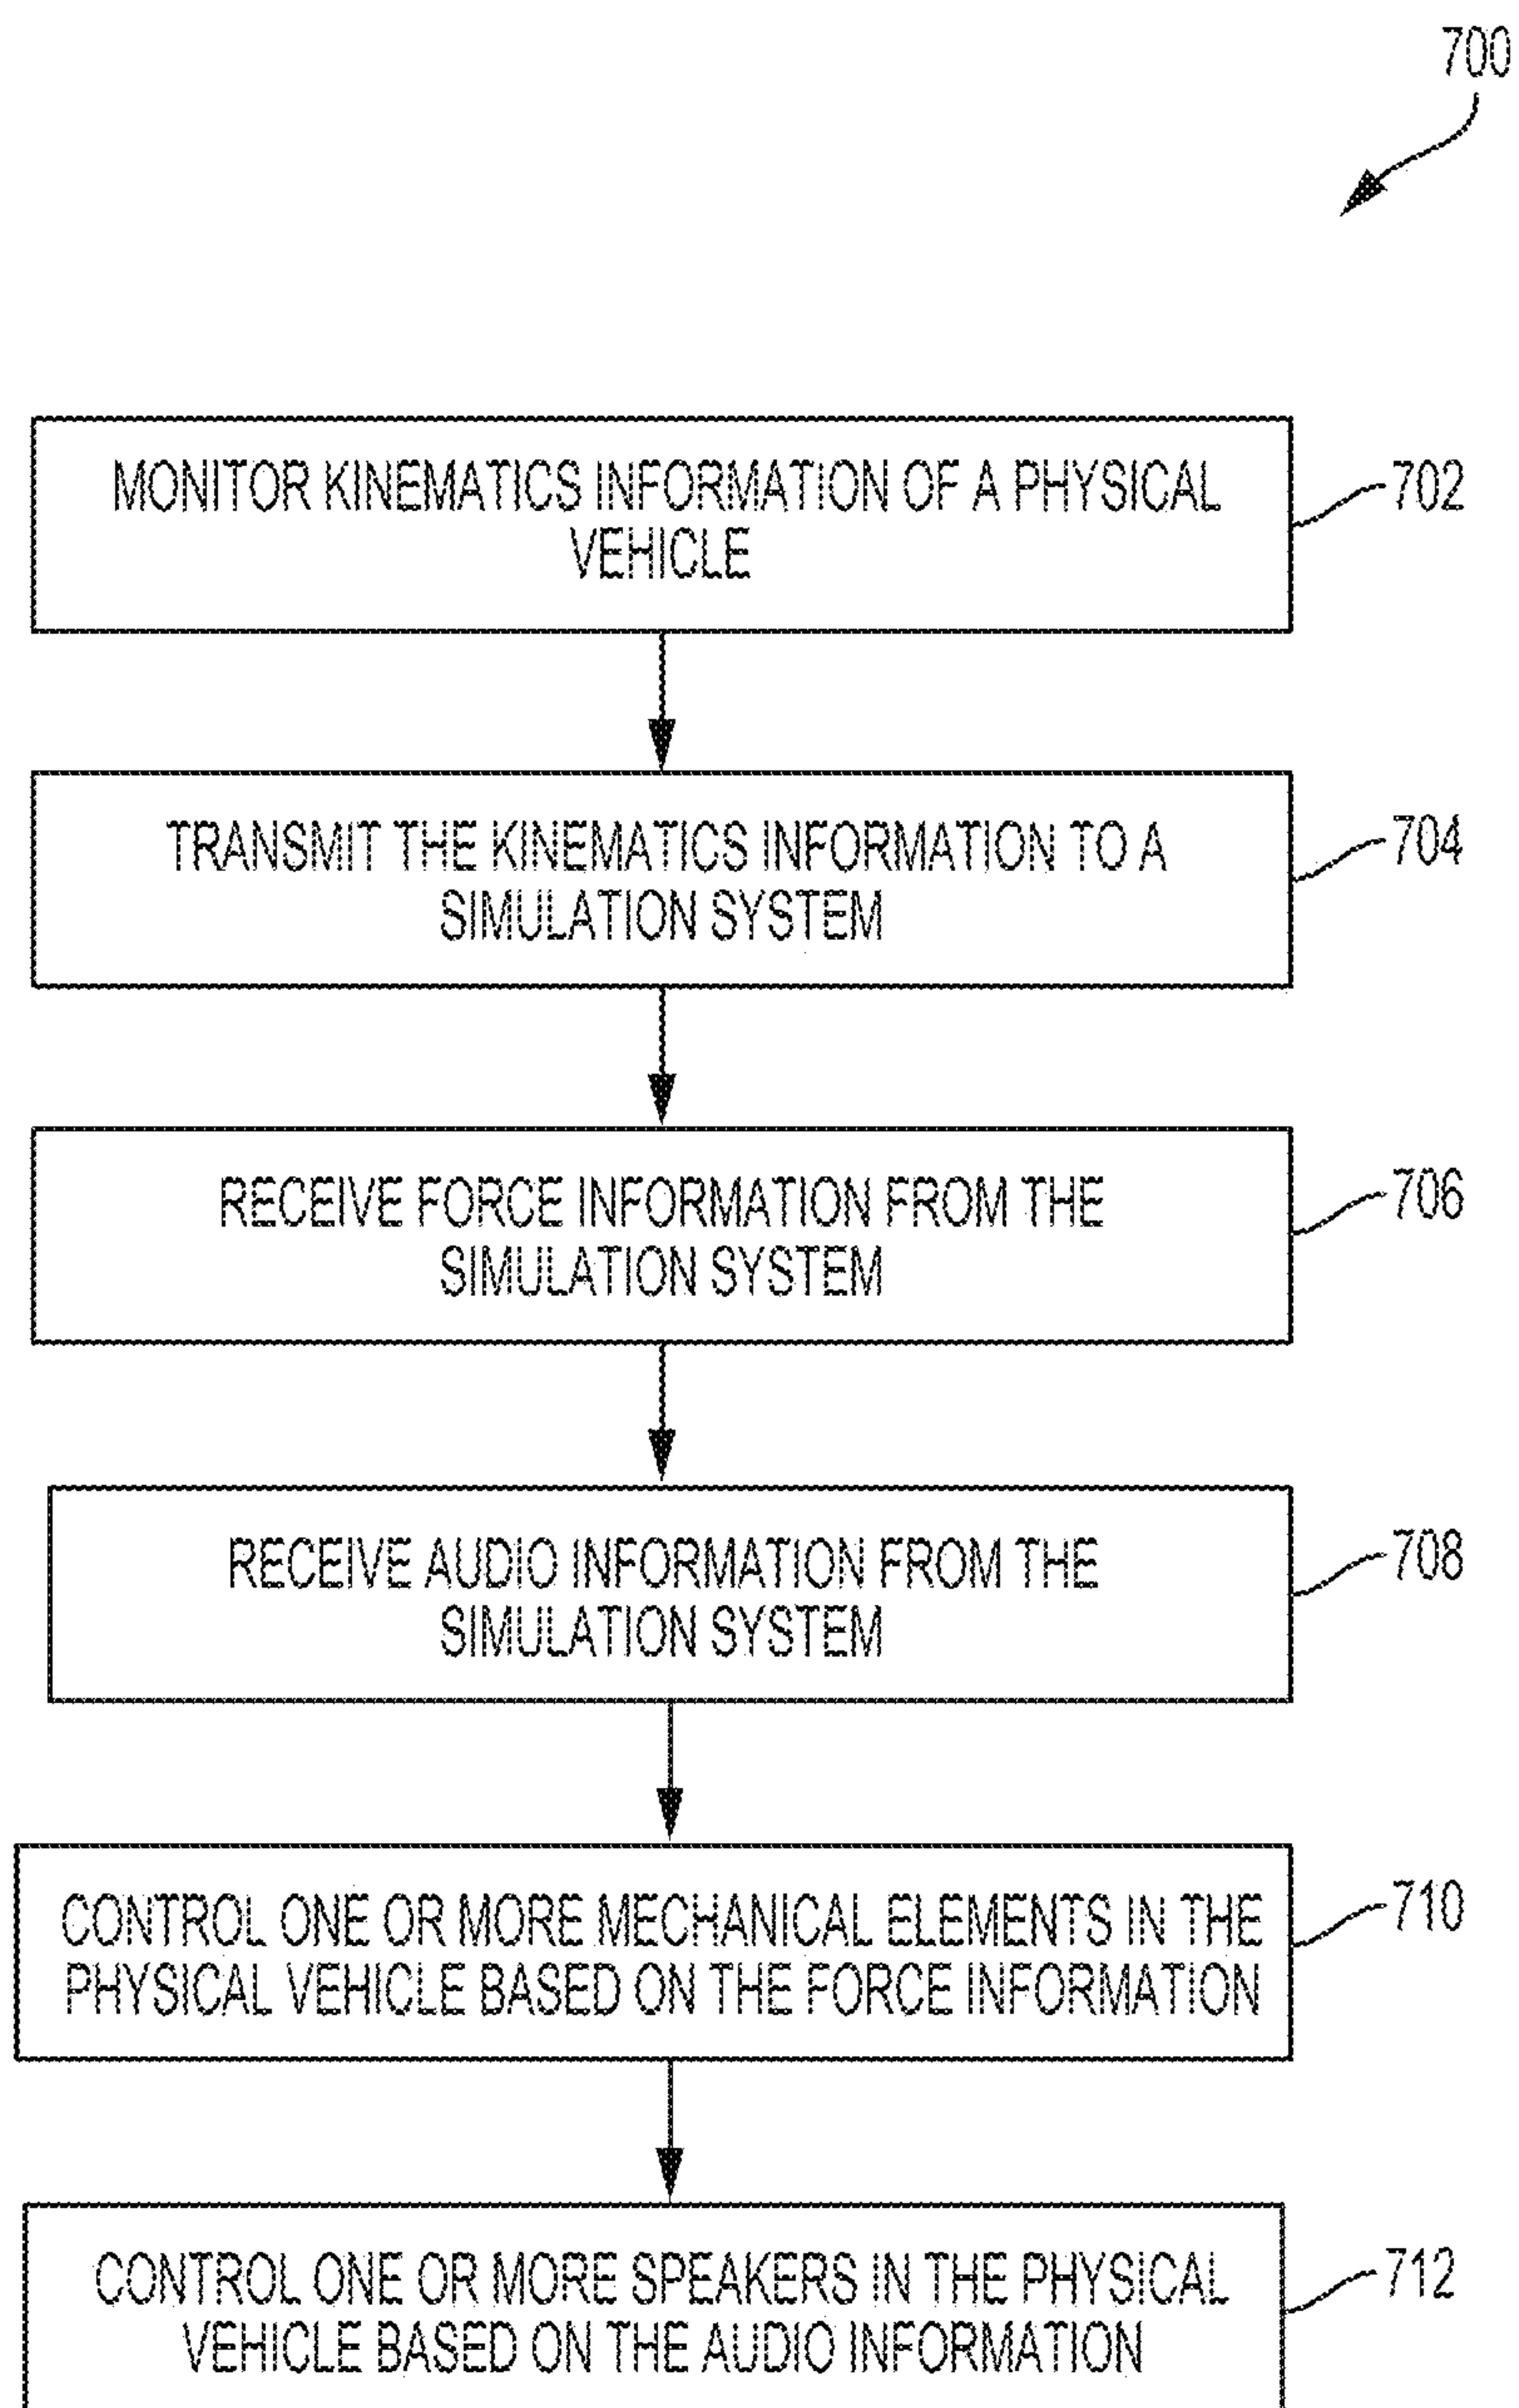 700
MONITOR KINEMATICS INFORMATION OF A PHYSICAL
VEHICLE
702
TRANSMIT THE KINEMATICS INFORMATION TO A
SIMULATION SYSTEM
704
RECEIVE FORCE INFORMATION FROM THE
SIMULATION SYSTEM
706
RECEIVE AUDIO INFORMATION FROM THE
SIMULATION SYSTEM
708
CONTROL ONE OR MORE MECHANICAL ELEMENTS IN THE
PHYSICAL VEHICLE BASED ON THE FORCE INFORMATION
710
CONTROL ONE OR MORE SPEAKERS IN THE PHYSICAL
VEHICLE BASED ON THE AUDIO INFORMATION
712